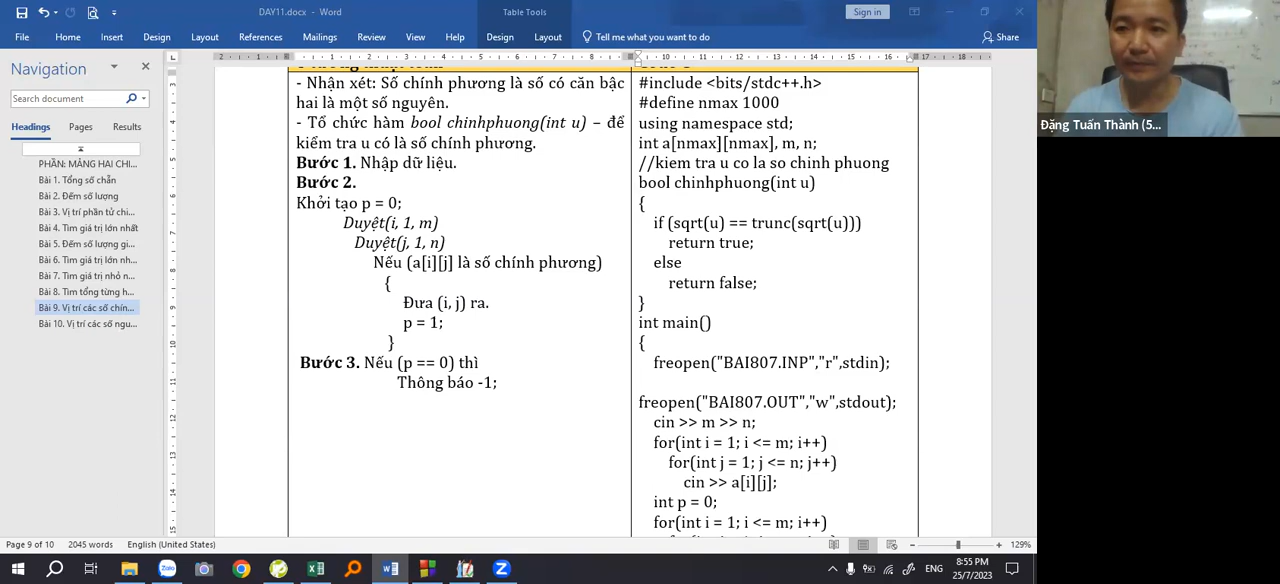 DAY11.docx - Word
Table Tools
Sign in
File Home Insert Design Layout References Mailings Review View Help Design Layout Tell me what you want to do Share
Navigation
Search document
Headings Pages Results
PHẦN: MẢNG HAI CHI...
Bài 1. Tổng số chẵn
Bài 2. Đếm số lượng
Bài 3. Vị trí phần tử chi...
Bài 4. Tìm giá trị lớn nhất
Bài 5. Đếm số lượng gi...
Bài 6. Tìm giá trị lớn nh...
Bài 7. Tìm giá trị nhỏ n...
Bài 8. Tìm tổng từng h...
Bài 9. Vị trí các số chín...
Bài 10. Vị trí các số ngu...
- Nhận xét: Số chính phương là số có căn bậc
hai là một số nguyên.
- Tổ chức hàm bool chinhphuong(int u) – để
kiểm tra u có là số chính phương.
Bước 1. Nhập dữ liệu.
Bước 2.
Khởi tạo p = 0;
Duyệt(i, 1, m)
Duyệt(j, 1, n)
Nếu (a[i][j] là số chính phương)
{
Đưa (i, j) ra.
p = 1;
}
Bước 3. Nếu (p == 0) thì
Thông báo -1;
#include <bits/stdc++.h>
#define nmax 1000
using namespace std;
int a[nmax][nmax], m, n;
//kiem tra u co la so chinh phuong
bool chinhphuong(int u)
{
if (sqrt(u) == trunc(sqrt(u)))
return true;
else
return false;
}
int main()
{
freopen("BAI807.INP","r",stdin);
freopen("BAI807.OUT","w",stdout);
cin >> m >> n;
for(int i = 1; i <= m; i++)
for(int j = 1; j <= n; j++)
cin >> a[i][j];
int p = 0;
for(int i = 1; i <= m; i++)
Đặng Tuấn Thành (5...
Page 9 of 10 2045 words English (United States)
129%
Zalo
ENG
8:55 PM
25/7/2023